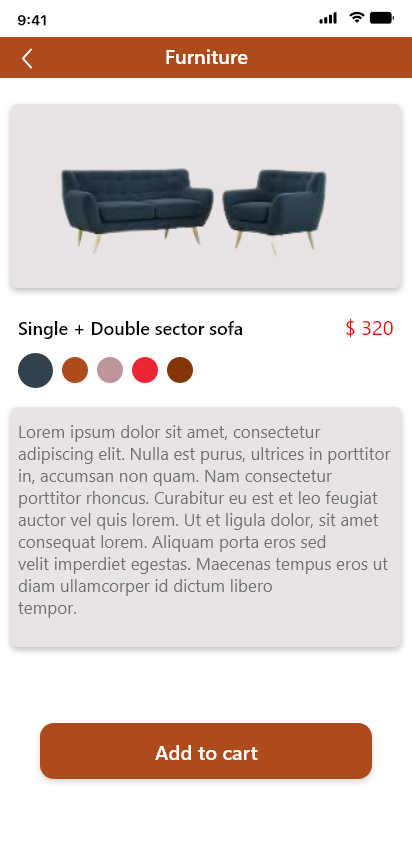 9:41
Furniture
Single + Double sector sofa
$ 320
Lorem ipsum dolor sit amet, consectetur
adipiscing elit. Nulla est purus, ultrices in porttitor
in, accumsan non quam. Nam consectetur
porttitor rhoncus. Curabitur eu est et leo feugiat
auctor vel quis lorem. Ut et ligula dolor, sit amet
consequat lorem. Aliquam porta eros sed
velit imperdiet egestas. Maecenas tempus eros ut
diam ullamcorper id dictum libero
tempor.
Add to cart